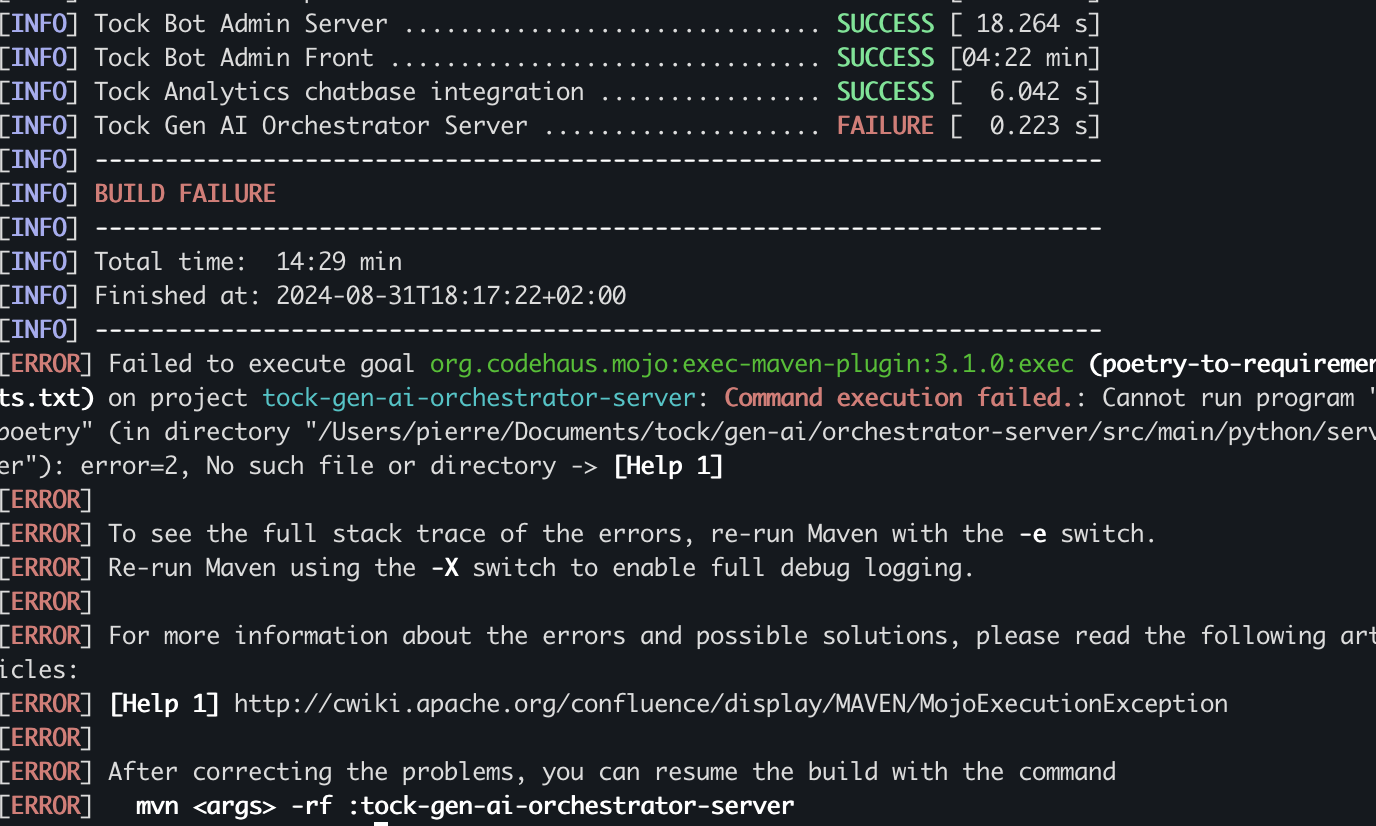 [INFO] Tock Bot Admin Server .............................. SUCCESS [ 18.264 s]
[INFO] Tock Bot Admin Front ............................... SUCCESS [04:22 min]
[INFO] Tock Analytics chatbase integration ................ SUCCESS [  6.042 s]
[INFO] Tock Gen AI Orchestrator Server .................... FAILURE [  0.223 s]
[INFO] ------------------------------------------------------------------------
[INFO] BUILD FAILURE
[INFO] ------------------------------------------------------------------------
[INFO] Total time:  14:29 min
[INFO] Finished at: 2024-08-31T18:17:22+02:00
[INFO] ------------------------------------------------------------------------
[ERROR] Failed to execute goal org.codehaus.mojo:exec-maven-plugin:3.1.0:exec (poetry-to-requiremen
ts.txt) on project tock-gen-ai-orchestrator-server: Command execution failed.: Cannot run program "
poetry" (in directory "/Users/pierre/Documents/tock/gen-ai/orchestrator-server/src/main/python/serv
er"): error=2, No such file or directory -> [Help 1]
[ERROR]
[ERROR] To see the full stack trace of the errors, re-run Maven with the -e switch.
[ERROR] Re-run Maven using the -X switch to enable full debug logging.
[ERROR]
[ERROR] For more information about the errors and possible solutions, please read the following art
icles:
[ERROR] [Help 1] http://cwiki.apache.org/confluence/display/MAVEN/MojoExecutionException
[ERROR]
[ERROR] After correcting the problems, you can resume the build with the command
[ERROR]   mvn <args> -rf :tock-gen-ai-orchestrator-server